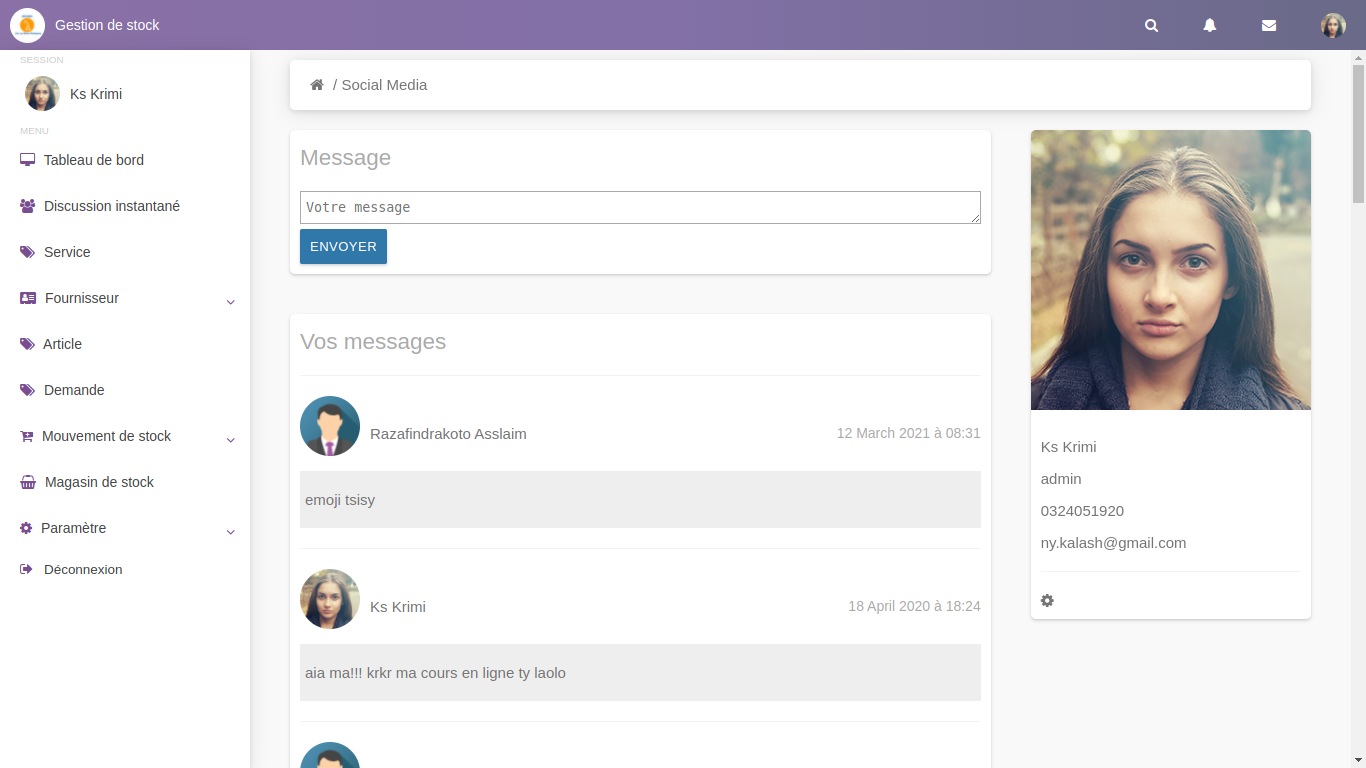 Gestion de stock
SESSION
Ks Krimi
MENU
Tableau de bord
Discussion instantané
Service
Fournisseur
Article
Demande
Mouvement de stock
Magasin de stock
Paramètre
Déconnexion
/ Social Media
Message
Votre message
ENVOYER
Vos messages
Razafindrakoto Asslaim
12 March 2021 à 08:31
emoji tsisy
Ks Krimi
18 April 2020 à 18:24
aia ma!!! krkr ma cours en ligne ty laolo
Ks Krimi
admin
0324051920
ny.kalash@gmail.com